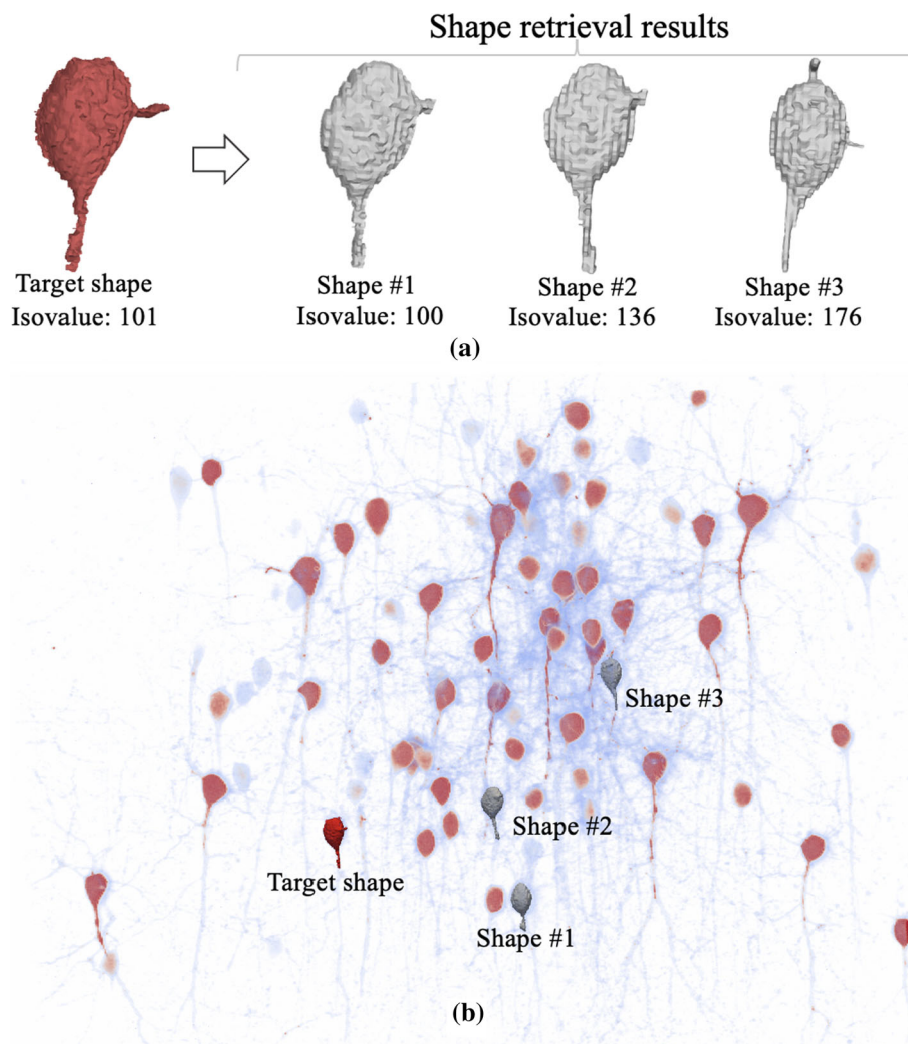 Shape retrieval results
Target shape
Isovalue: 101
Shape #1
Isovalue: 100
Shape #2
Isovalue: 136
Shape #3
Isovalue: 176
(a)
Shape #3
Shape #2
Target shape
Shape #1
(b)